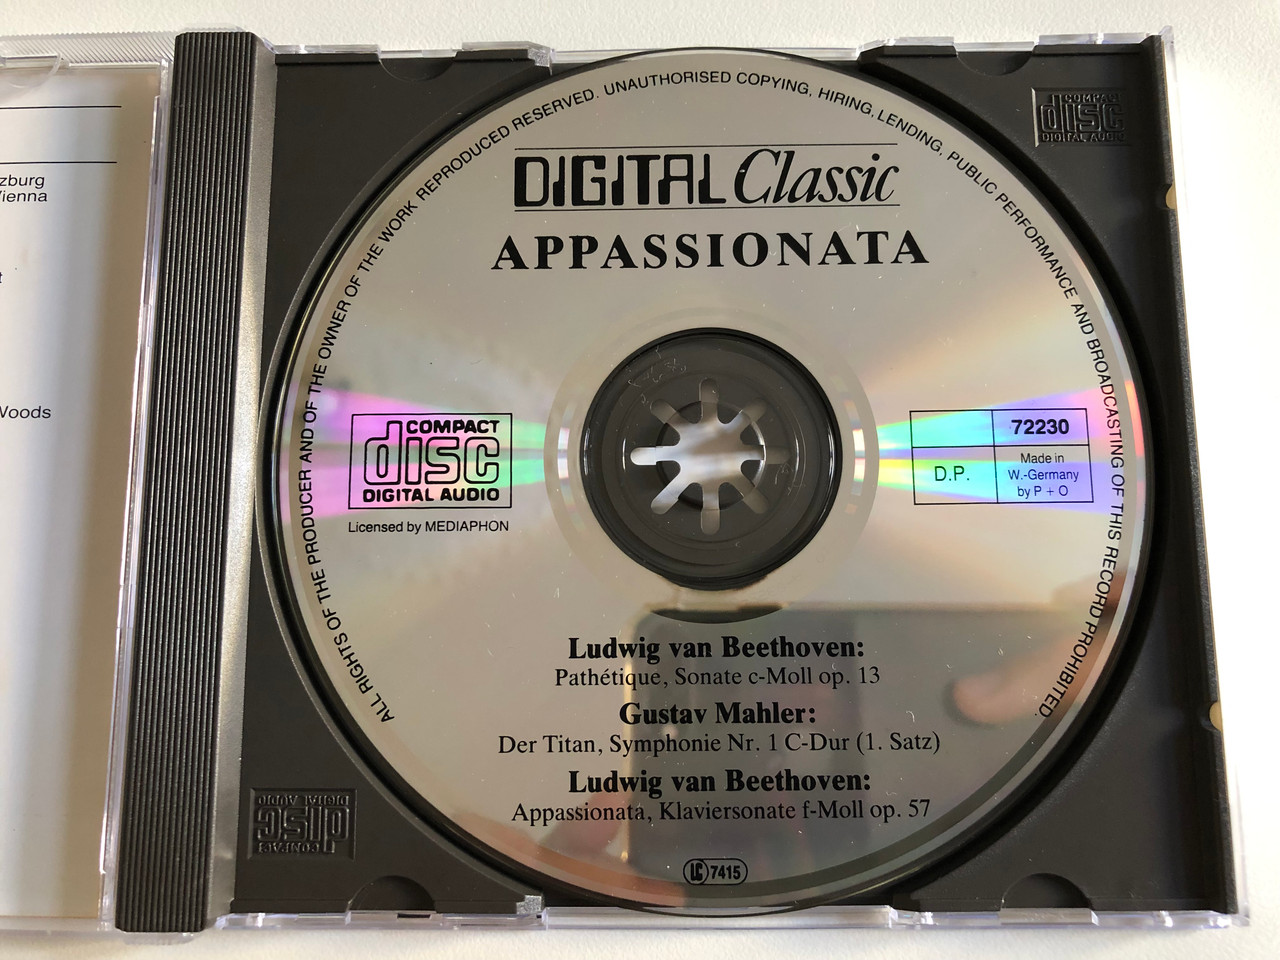 ALL RIGHTS OF THE PRODUCER AND OF THE OWNER OF THE WORK REPRODUCED RESERVED. UNAUTHORISED COPYING, HIRING, LENDING, PUBLIC PERFORMANCE AND BROADCASTING OF THIS RECORD PROHIBITED.
DIGITAL Classic
APPASSIONATA
COMPACT
disc
DIGITAL AUDIO
Licensed by MEDIAPHON
72230
D.P.
Made in
W.-Germany
by P + O
Ludwig van Beethoven:
Pathétique, Sonate c-Moll op. 13
Gustav Mahler:
Der Titan, Symphonie Nr. 1 C-Dur (1. Satz)
Ludwig van Beethoven:
Appassionata, Klaviersonate f-Moll op. 57
LC 7415
COMPACT
disc
DIGITAL AUDIO
COMPACT
disc
DIGITAL AUDIO
zburg
Vienna
Woods